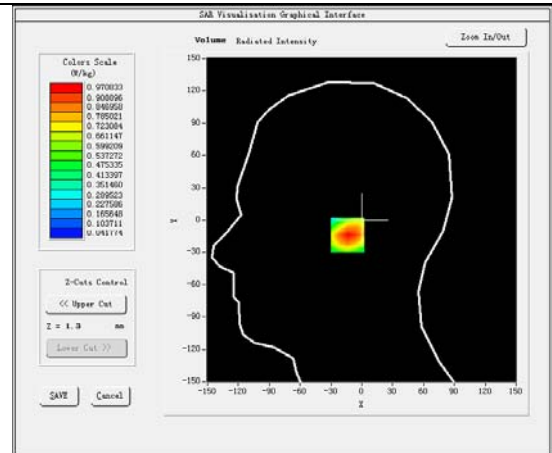 SAR Visualisation Graphical Interface
Volume Radiated Intensity
Zoom In/Out
Colors Scale
(W/kg)
0.970833
0.908896
0.846958
0.785021
0.723084
0.661147
0.599209
0.537272
0.475335
0.413397
0.351460
0.289523
0.227586
0.165648
0.103711
0.041774
Z-Cuts Control
<< Upper Cut
Z = 1.3 mm
Lower Cut >>
SAVE
Cancel
150
120
90
60
30
0
-30
-60
-90
-120
-150
Y
-150 -120 -90 -60 -30 0 30 60 90 120 150
X